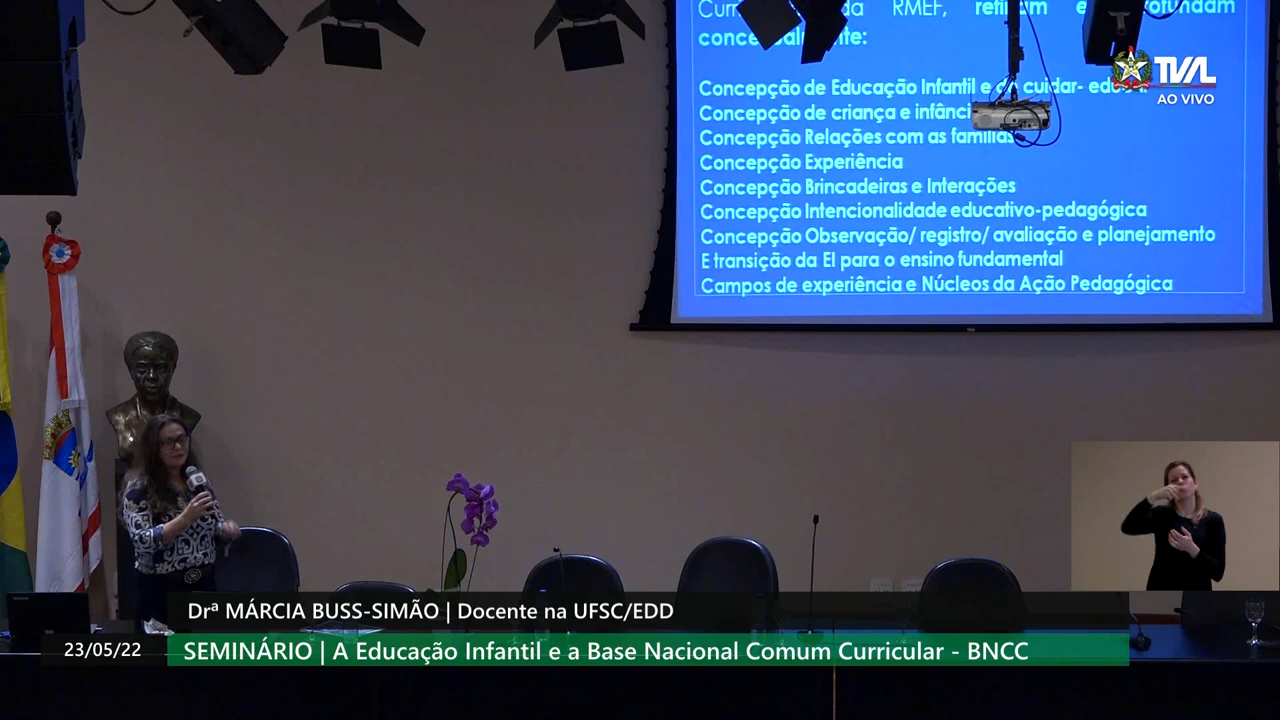 da RMEF,
Concepção de Educação Infantil e cuidar-
Concepção de criança e
Concepção Relações com as famílias
Concepção Experiência
Concepção Brincadeiras e Interações
Concepção Intencionalidade educativo-pedagógica
Concepção Observação/ registro/ avaliação e planejamento
E transição da EI para o ensino fundamental
Campos de experiência e Núcleos da Ação Pedagógica
TVAL
AO VIVO
Drª MÁRCIA BUSS-SIMÃO | Docente na UFSC/EDD
23/05/22
SEMINÁRIO | A Educação Infantil e a Base Nacional Comum Curricular - BNCC